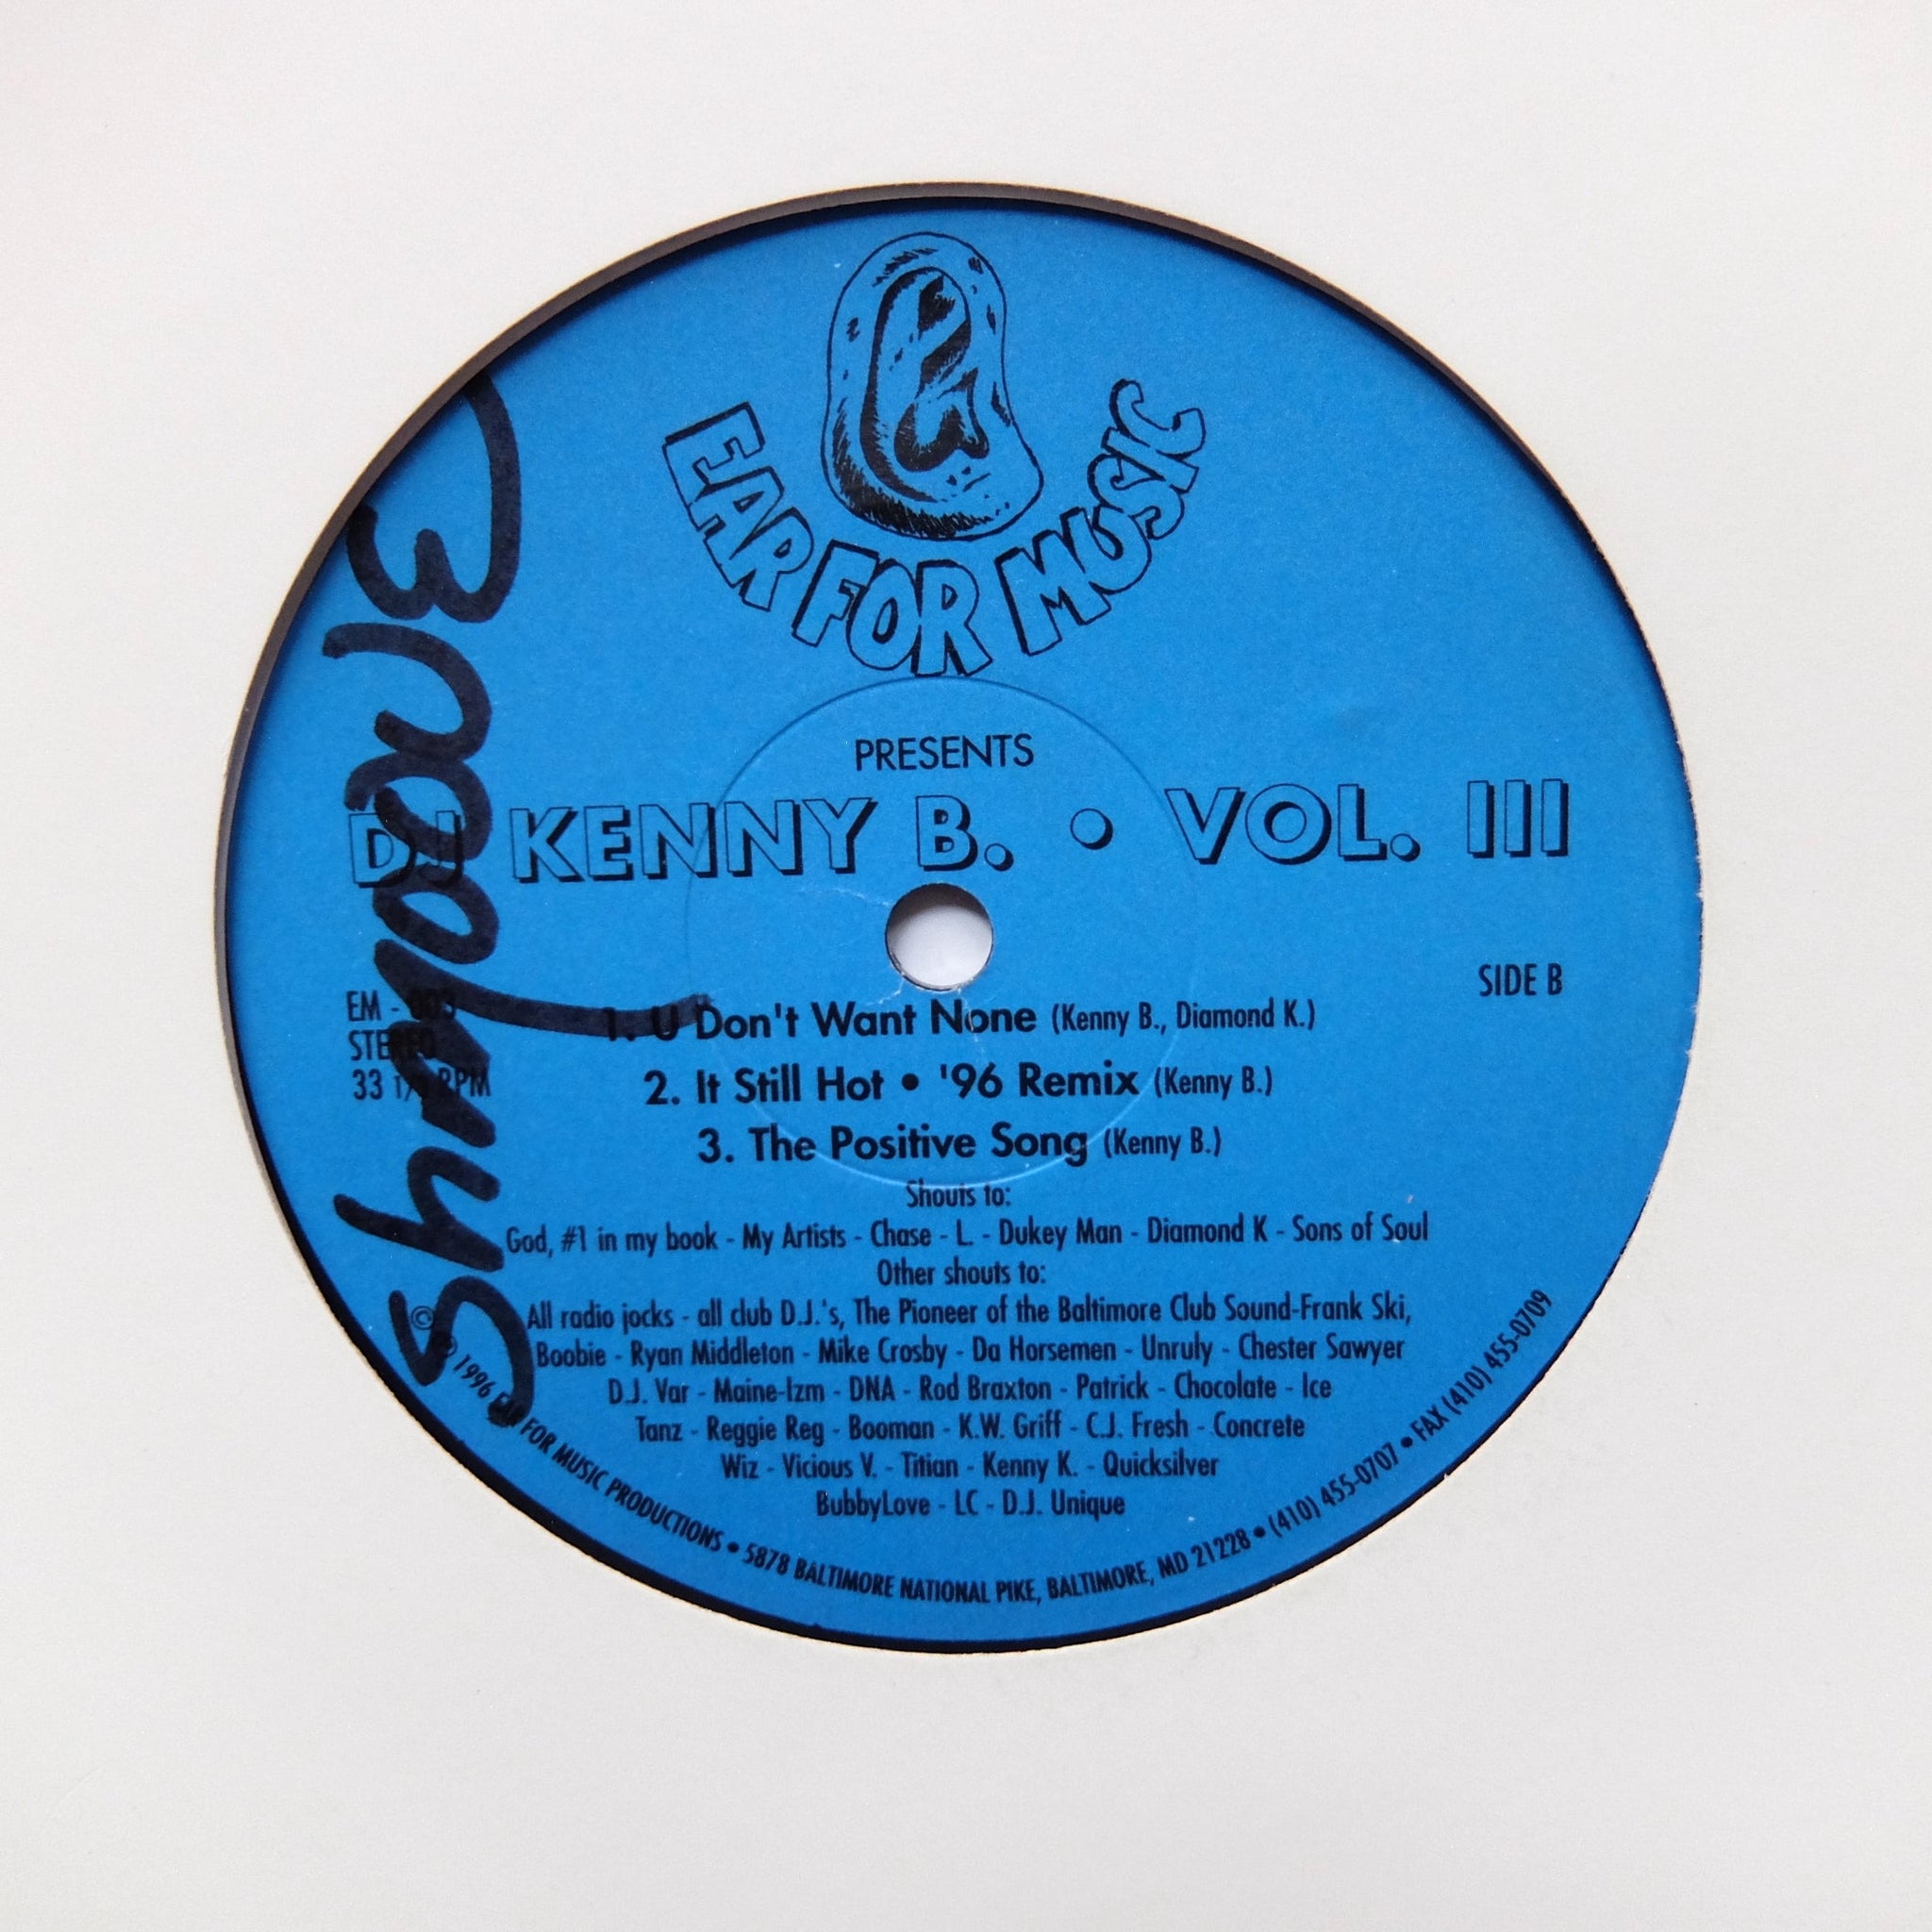 EAR FOR MUSIC
PRESENTS
DJ KENNY B. • VOL. III
SIDE B
EM -
STEREO
33 1/3 RPM
1. U Don't Want None (Kenny B., Diamond K.)
2. It Still Hot • '96 Remix (Kenny B.)
3. The Positive Song (Kenny B.)
Shouts to:
God, #1 in my book - My Artists - Chase - L. - Dukey Man - Diamond K - Sons of Soul
Other shouts to:
All radio jocks - all club D.J.'s, The Pioneer of the Baltimore Club Sound-Frank Ski,
Boobie - Ryan Middleton - Mike Crosby - Da Horsemen - Unruly - Chester Sawyer
D.J. Var - Maine-Izm - DNA - Rod Braxton - Patrick - Chocolate - Ice
Tanz - Reggie Reg - Booman - K.W. Griff - C.J. Fresh - Concrete
Wiz - Vicious V. - Titian - Kenny K. - Quicksilver
BubbyLove - LC - D.J. Unique
© ℗ 1996 EAR FOR MUSIC PRODUCTIONS • 5878 BALTIMORE NATIONAL PIKE, BALTIMORE, MD 21228 • (410) 455-0707 • FAX (410) 455-0709